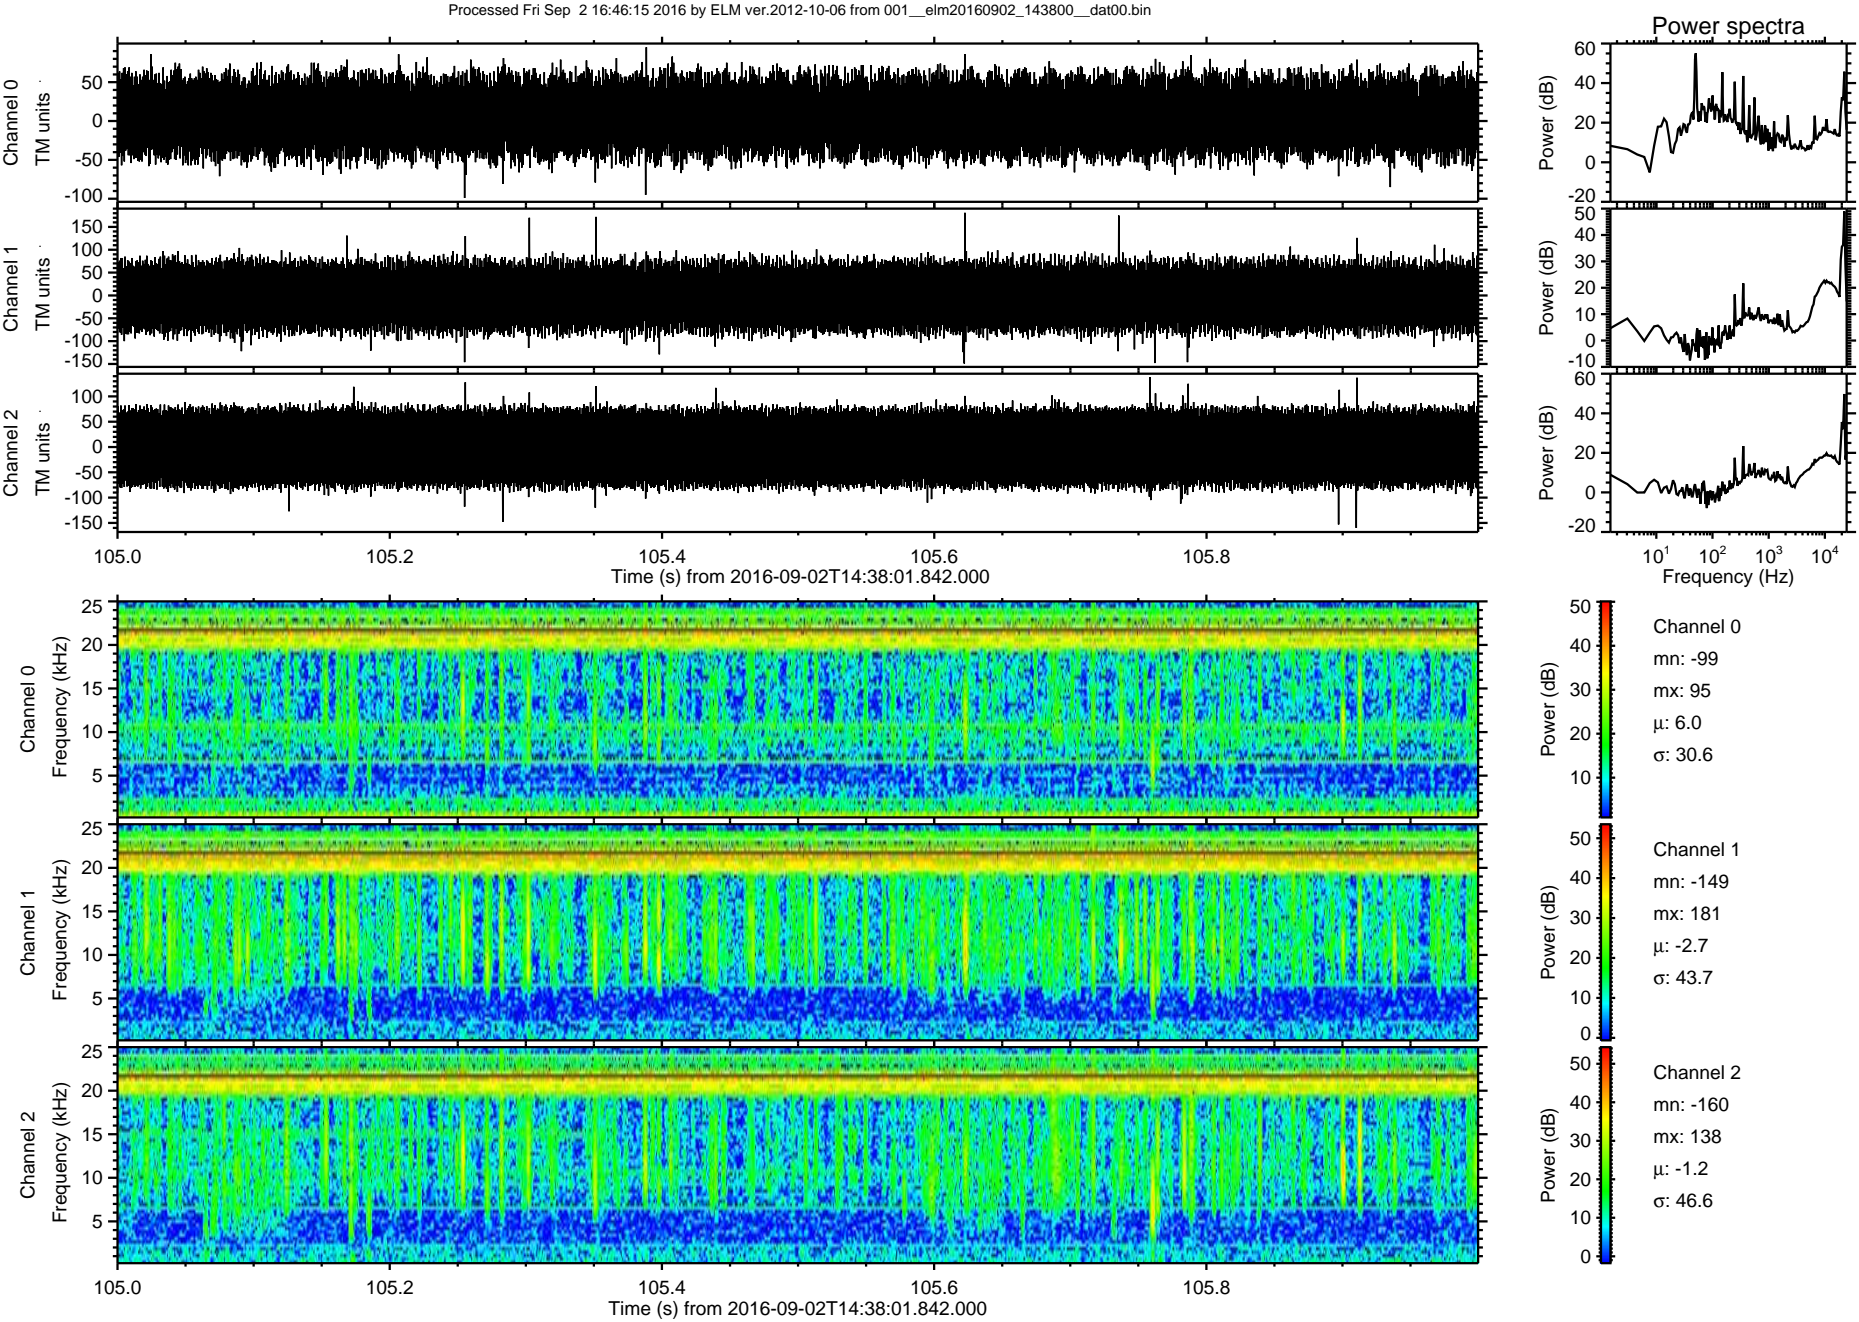 Processed Fri Sep  2 16:46:15 2016 by ELM ver.2012-10-06 from 001__elm20160902_143800__dat00.bin
Power spectra
Channel 0
TM units
50
0
-50
-100
Power (dB)
60
40
20
0
-20
Channel 1
TM units
150
100
50
0
-50
-100
-150
Power (dB)
50
40
30
20
10
0
-10
Channel 2
TM units
100
50
0
-50
-100
-150
Power (dB)
60
40
20
0
-20
105.0 105.2 105.4 105.6 105.8
Time (s) from 2016-09-02T14:38:01.842.000
10¹ 10² 10³ 10⁴
Frequency (Hz)
Channel 0
Frequency (kHz)
25
20
15
10
5
Power (dB)
50
40
30
20
10
Channel 0
mn: -99
mx: 95
μ: 6.0
σ: 30.6
Channel 1
Frequency (kHz)
25
20
15
10
5
Power (dB)
50
40
30
20
10
0
Channel 1
mn: -149
mx: 181
μ: -2.7
σ: 43.7
Channel 2
Frequency (kHz)
25
20
15
10
5
Power (dB)
50
40
30
20
10
0
Channel 2
mn: -160
mx: 138
μ: -1.2
σ: 46.6
105.0 105.2 105.4 105.6 105.8
Time (s) from 2016-09-02T14:38:01.842.000